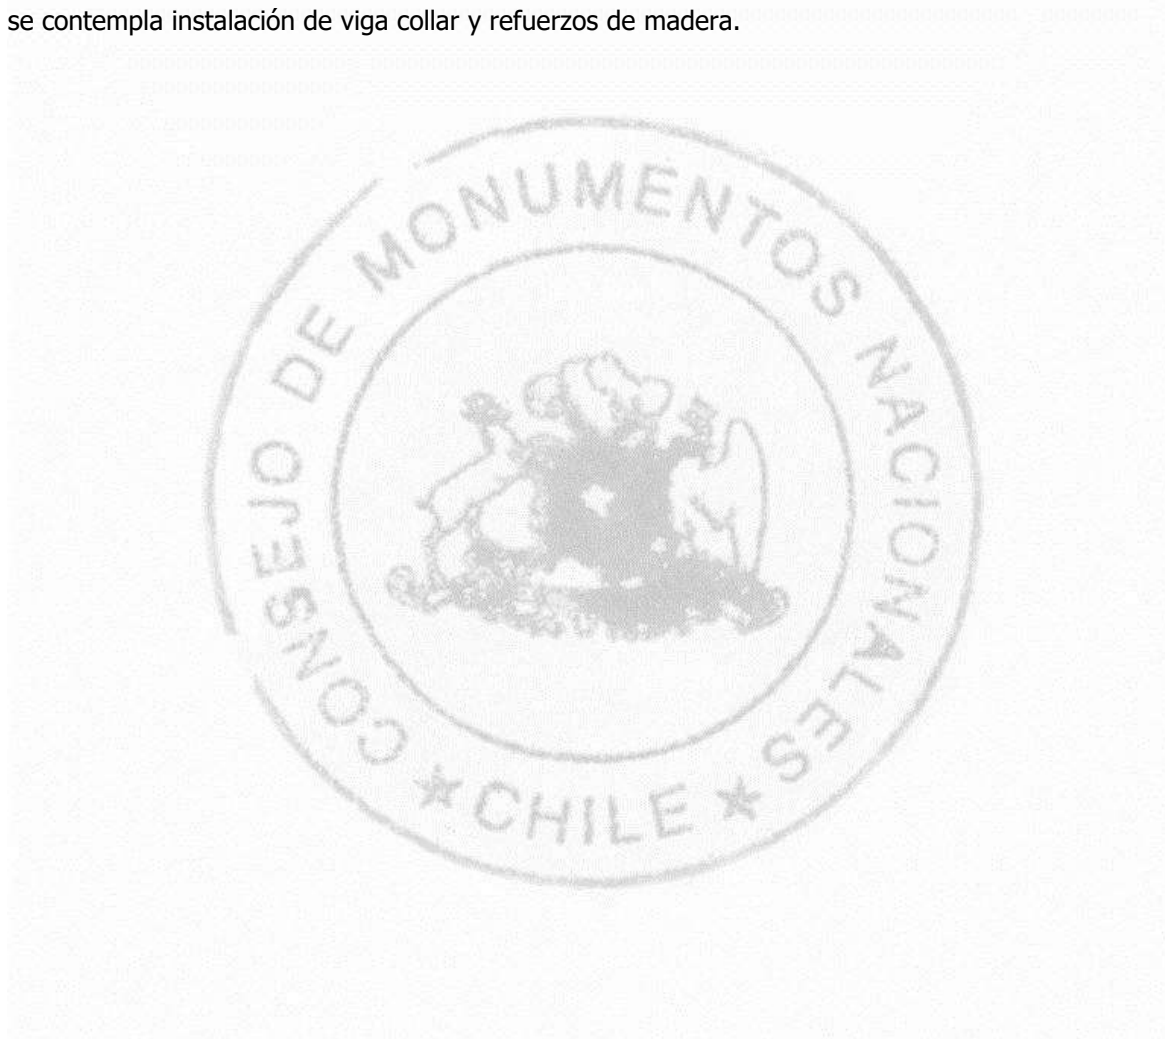 se contempla instalación de viga collar y refuerzos de madera.
CONSEJO DE MONUMENTOS NACIONALES
★ CHILE ★